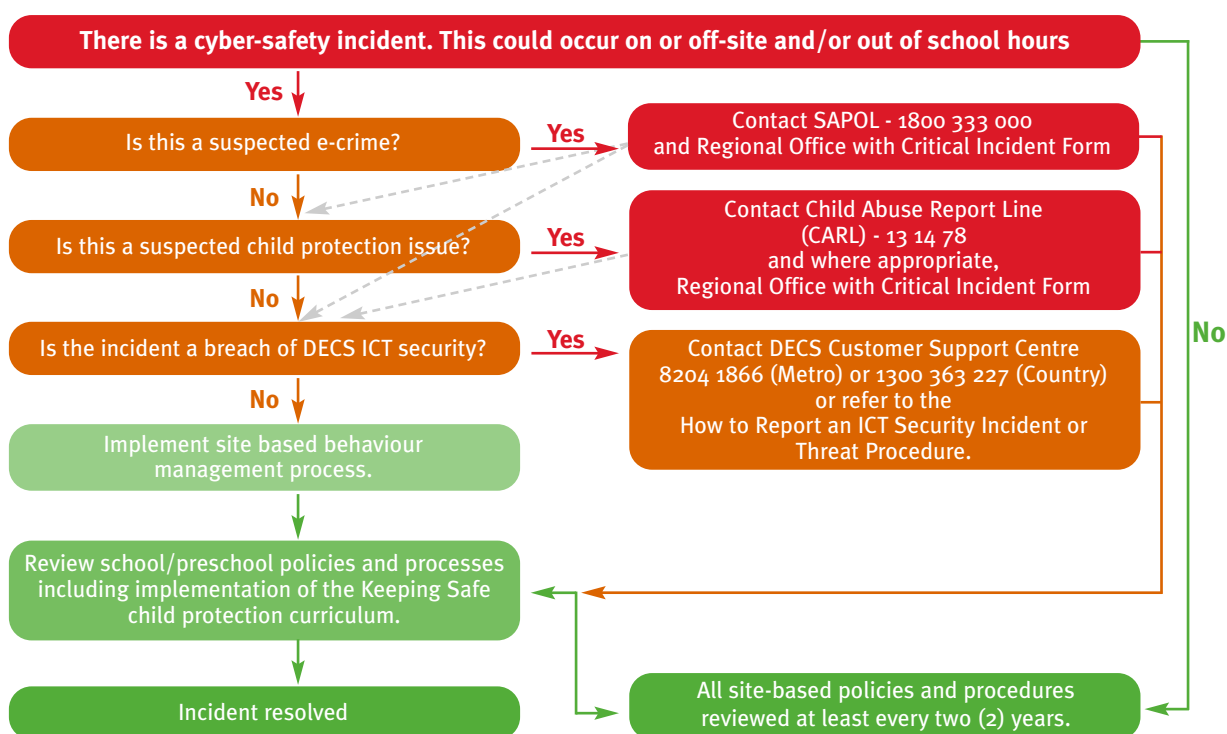 There is a cyber-safety incident. This could occur on or off-site and/or out of school hours
Yes
Is this a suspected e-crime?
Yes
Contact SAPOL - 1800 333 000
and Regional Office with Critical Incident Form
No
Is this a suspected child protection issue?
Yes
Contact Child Abuse Report Line
(CARL) - 13 14 78
and where appropriate,
Regional Office with Critical Incident Form
No
No
Is the incident a breach of DECS ICT security?
Yes
Contact DECS Customer Support Centre
8204 1866 (Metro) or 1300 363 227 (Country)
or refer to the
How to Report an ICT Security Incident or
Threat Procedure.
No
Implement site based behaviour
management process.
Review school/preschool policies and processes
including implementation of the Keeping Safe
child protection curriculum.
Incident resolved
All site-based policies and procedures
reviewed at least every two (2) years.